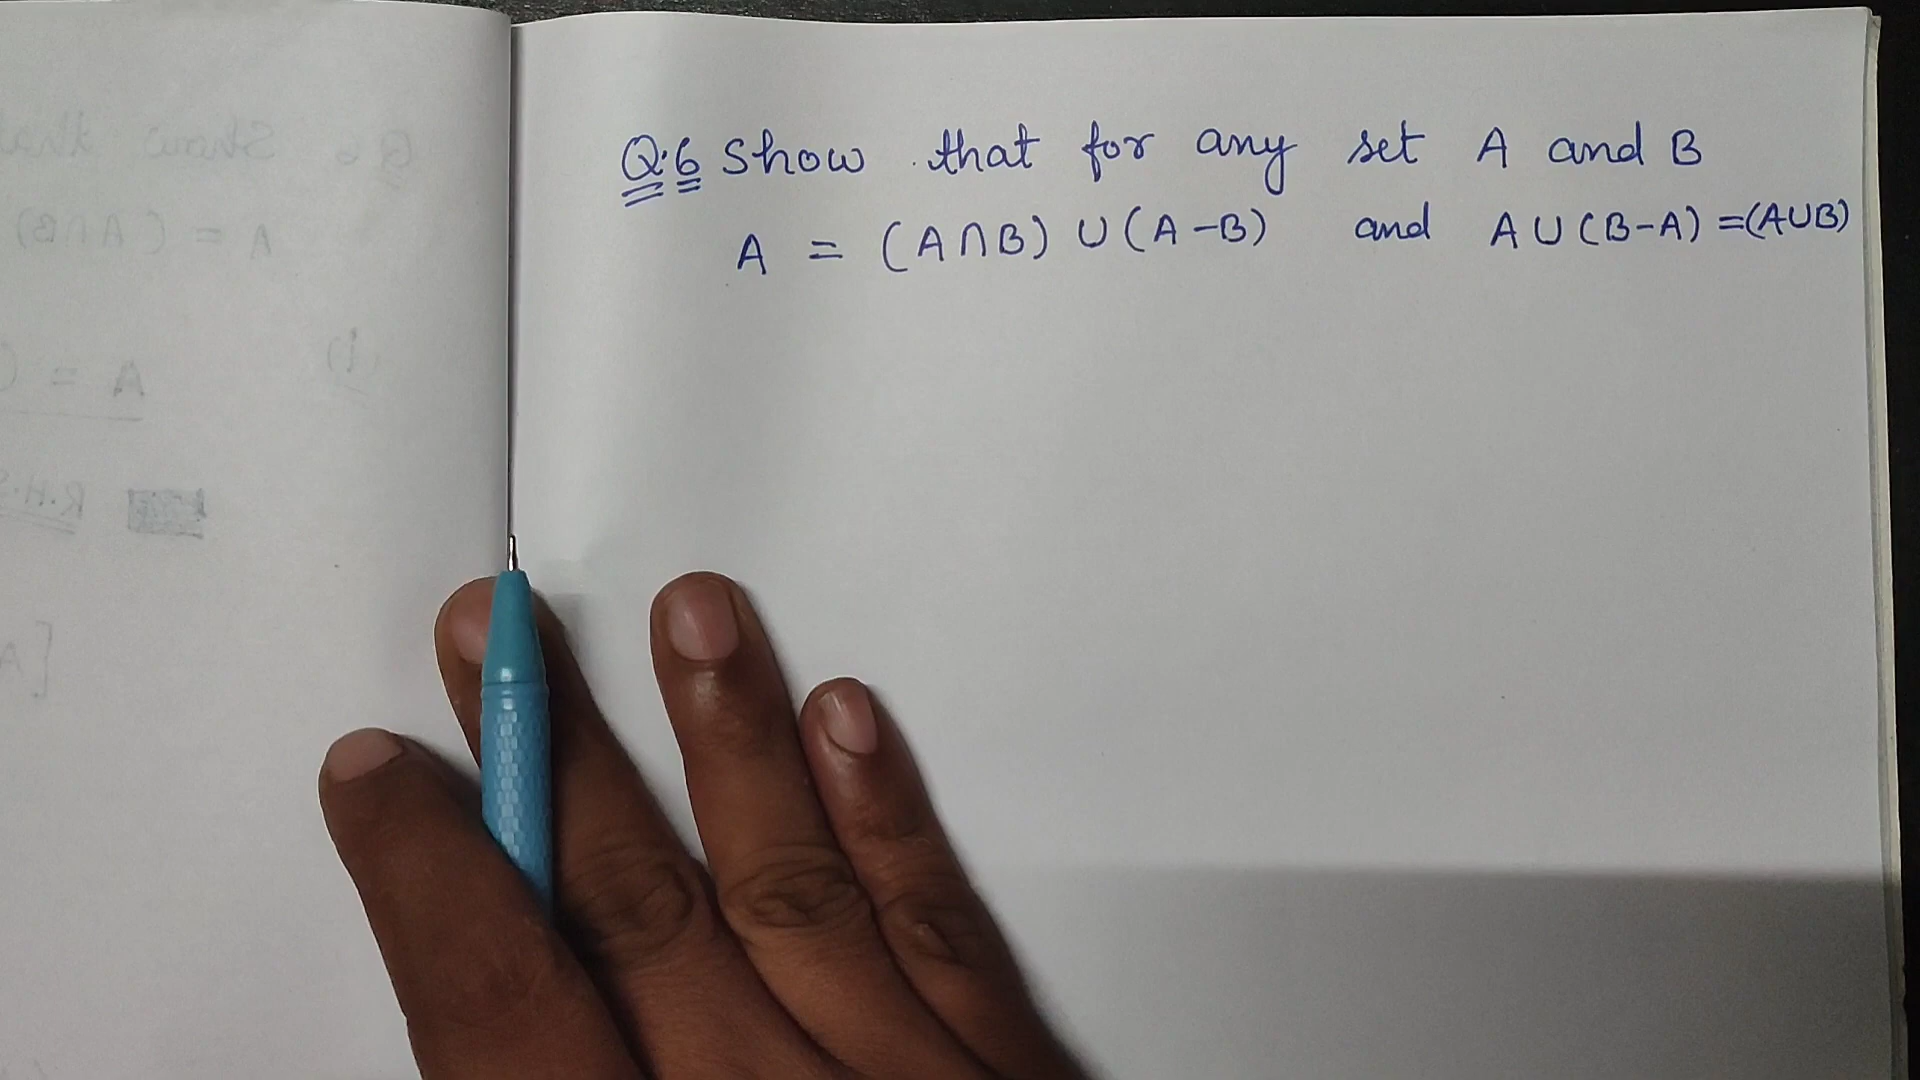 Q.6 Show that for any set A and B
A = (A∩B) ∪ (A-B) and A∪(B-A) =(A∪B)